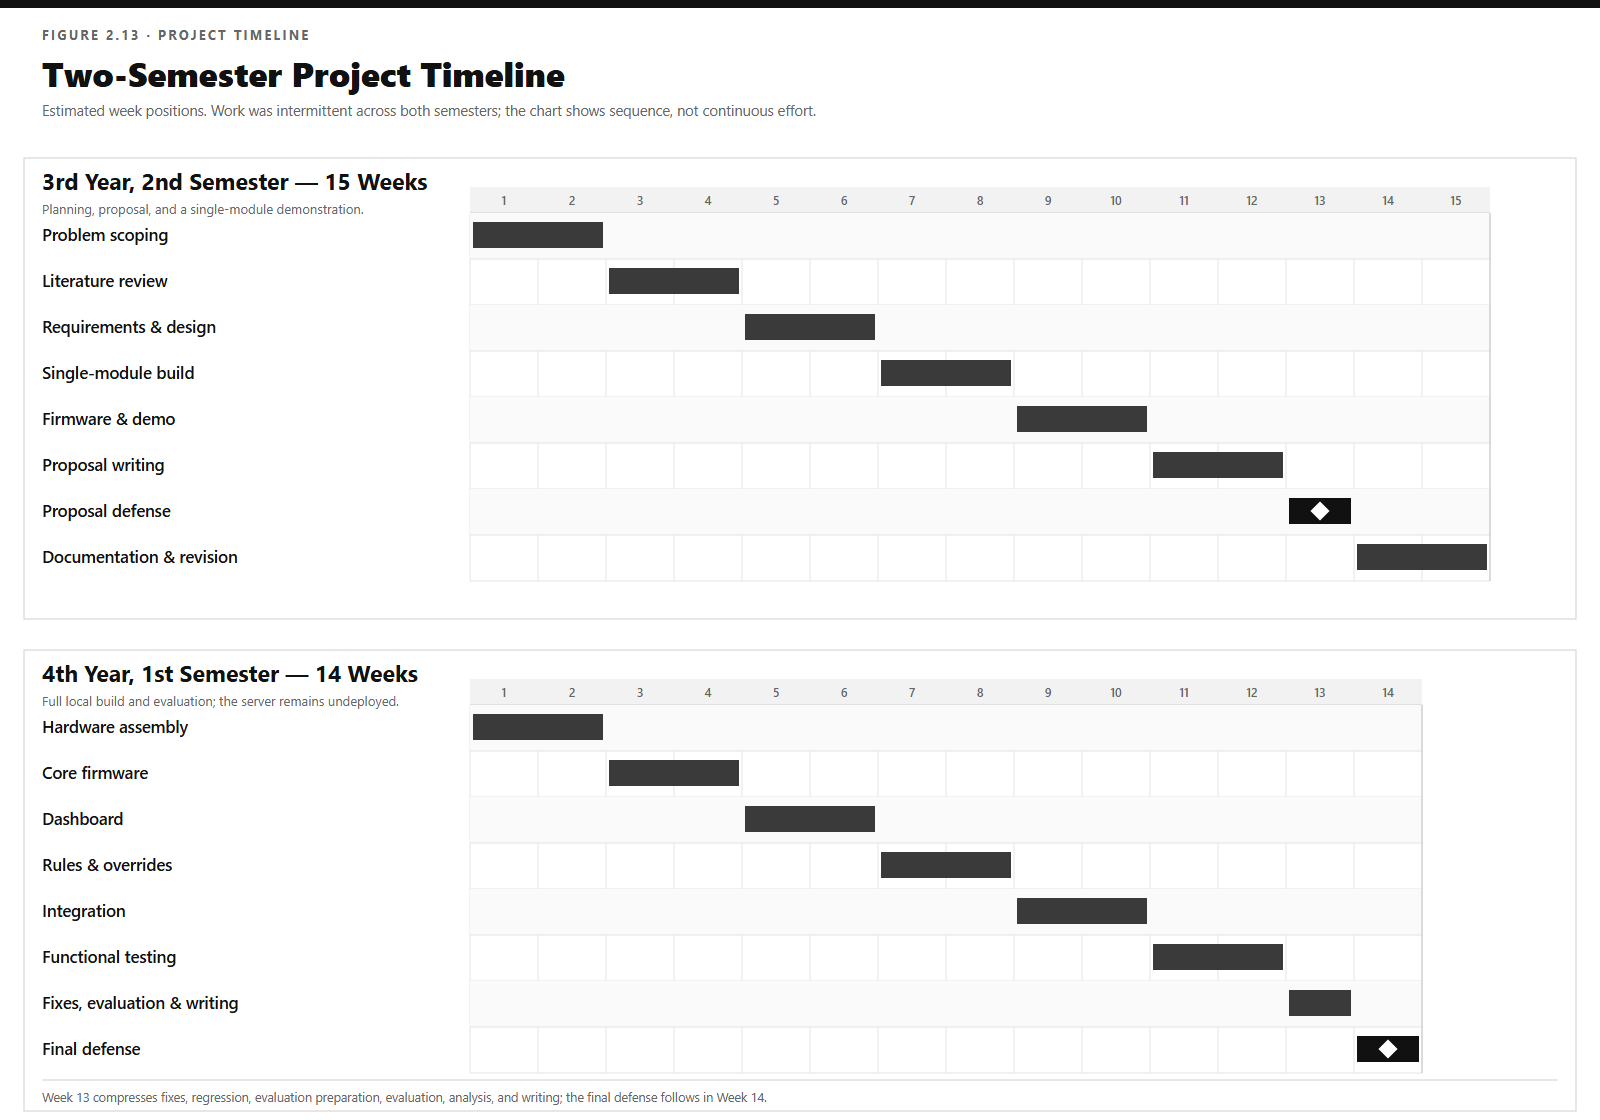 FIGURE 2.13 · PROJECT TIMELINE
Two-Semester Project Timeline
Estimated week positions. Work was intermittent across both semesters; the chart shows sequence, not continuous effort.
3rd Year, 2nd Semester — 15 Weeks
Planning, proposal, and a single-module demonstration.
1 2 3 4 5 6 7 8 9 10 11 12 13 14 15
Problem scoping
Literature review
Requirements & design
Single-module build
Firmware & demo
Proposal writing
Proposal defense
Documentation & revision
4th Year, 1st Semester — 14 Weeks
Full local build and evaluation; the server remains undeployed.
1 2 3 4 5 6 7 8 9 10 11 12 13 14
Hardware assembly
Core firmware
Dashboard
Rules & overrides
Integration
Functional testing
Fixes, evaluation & writing
Final defense
Week 13 compresses fixes, regression, evaluation preparation, evaluation, analysis, and writing; the final defense follows in Week 14.